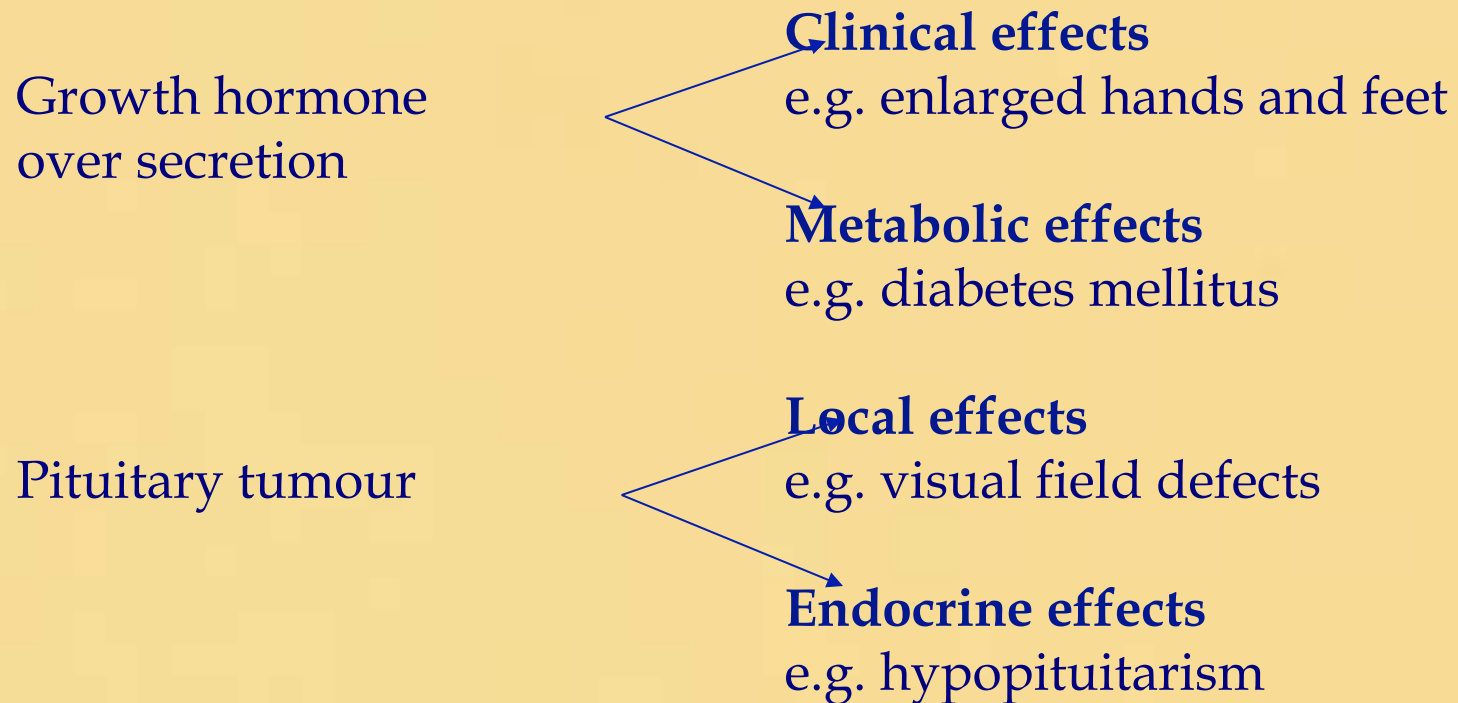 Growth hormone
over secretion
Clinical effects
e.g. enlarged hands and feet
Metabolic effects
e.g. diabetes mellitus
Pituitary tumour
Local effects
e.g. visual field defects
Endocrine effects
e.g. hypopituitarism